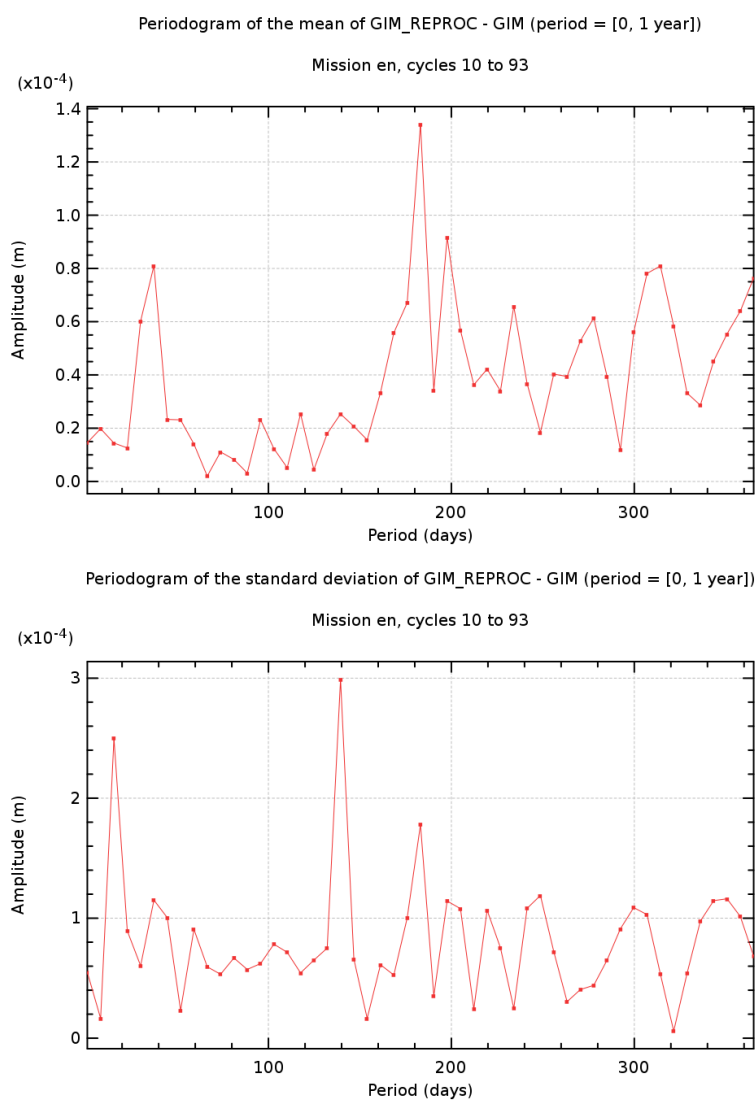 Periodogram of the mean of GIM_REPROC - GIM (period = [0, 1 year])
Mission en, cycles 10 to 93
(x10⁻⁴)
1.4
1.2
1.0
0.8
0.6
0.4
0.2
0.0
Amplitude (m)
100 200 300
Period (days)
Periodogram of the standard deviation of GIM_REPROC - GIM (period = [0, 1 year])
Mission en, cycles 10 to 93
(x10⁻⁴)
3
2
1
0
Amplitude (m)
100 200 300
Period (days)